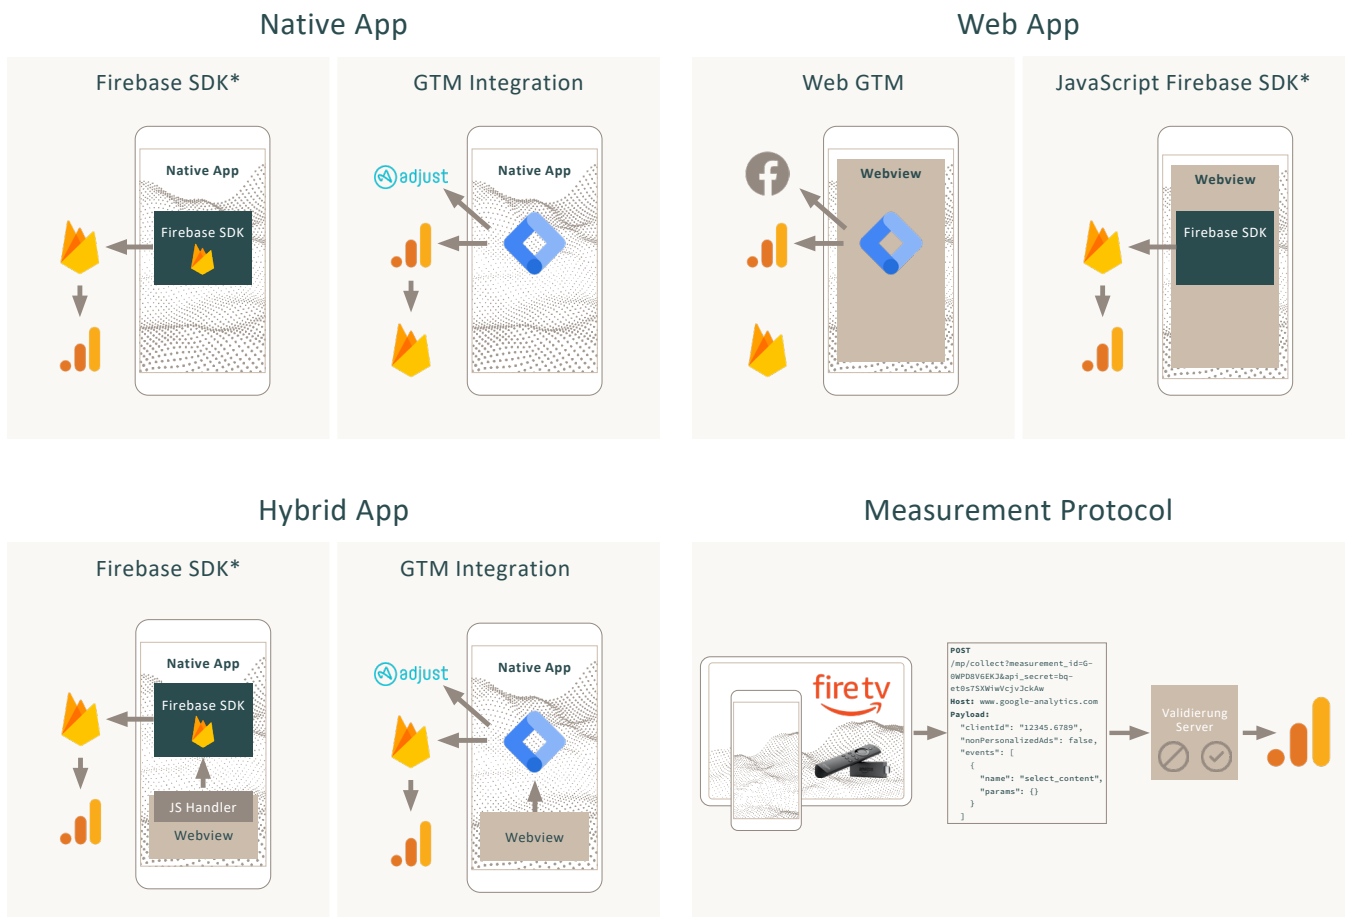 Native App
Web App
Firebase SDK*
GTM Integration
Web GTM
JavaScript Firebase SDK*
Native App
Firebase SDK
adjust
Native App
Webview
Webview
Firebase SDK
Hybrid App
Measurement Protocol
Firebase SDK*
GTM Integration
Native App
Firebase SDK
JS Handler
Webview
adjust
Native App
Webview
firetv
POST
/mp/collect?measurement_id=G-
0WPD8V6EKJ&api_secret=bq-
et0s7SXWiwVcjvJckAw
Host: www.google-analytics.com
Payload:
"clientId": "12345.6789",
"nonPersonalizedAds": false,
"events": [
{
"name": "select_content",
"params": {}
}
]
Validierung
Server